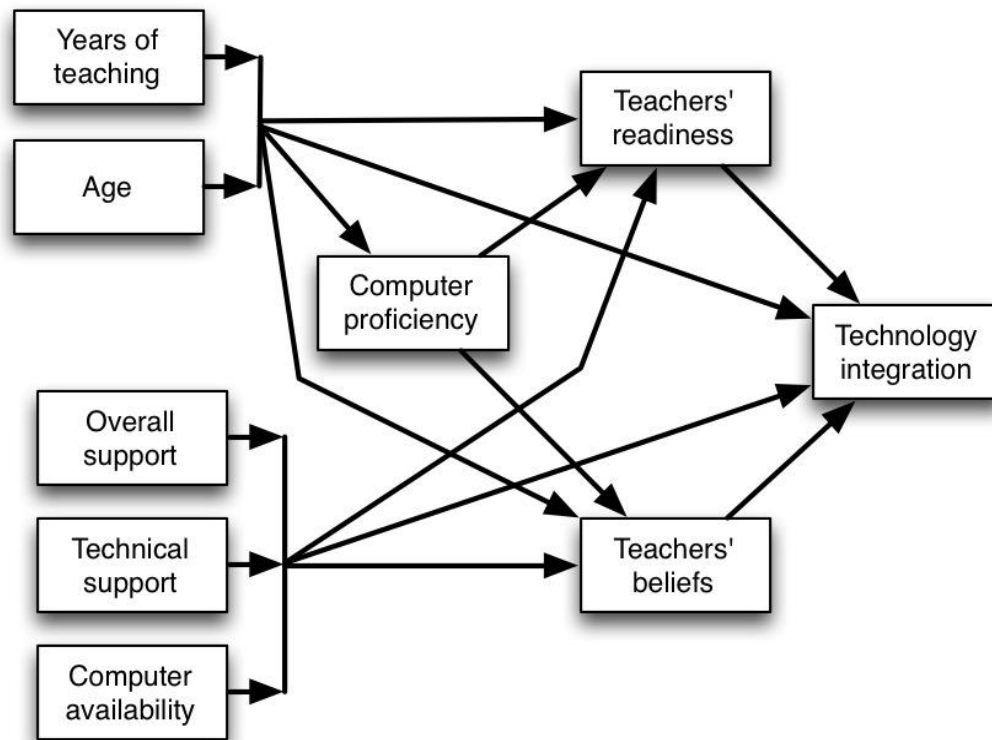 Years of
teaching
Age
Teachers'
readiness
Computer
proficiency
Technology
integration
Overall
support
Technical
support
Teachers'
beliefs
Computer
availability